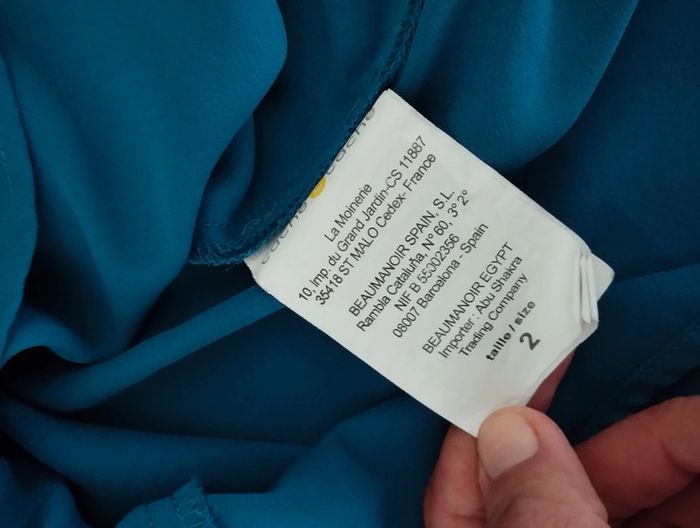 La Moinerie
10, Imp. du Grand Jardin-CS 11887
35418 ST MALO Cedex- France
BEAUMANOIR SPAIN, S.L.
Rambla Cataluña, N° 60, 3° 2°
NIF B 55002356
08007 Barcelona - Spain
BEAUMANOIR EGYPT
Importer : Abu Shakra
Trading Company
taille / size
2